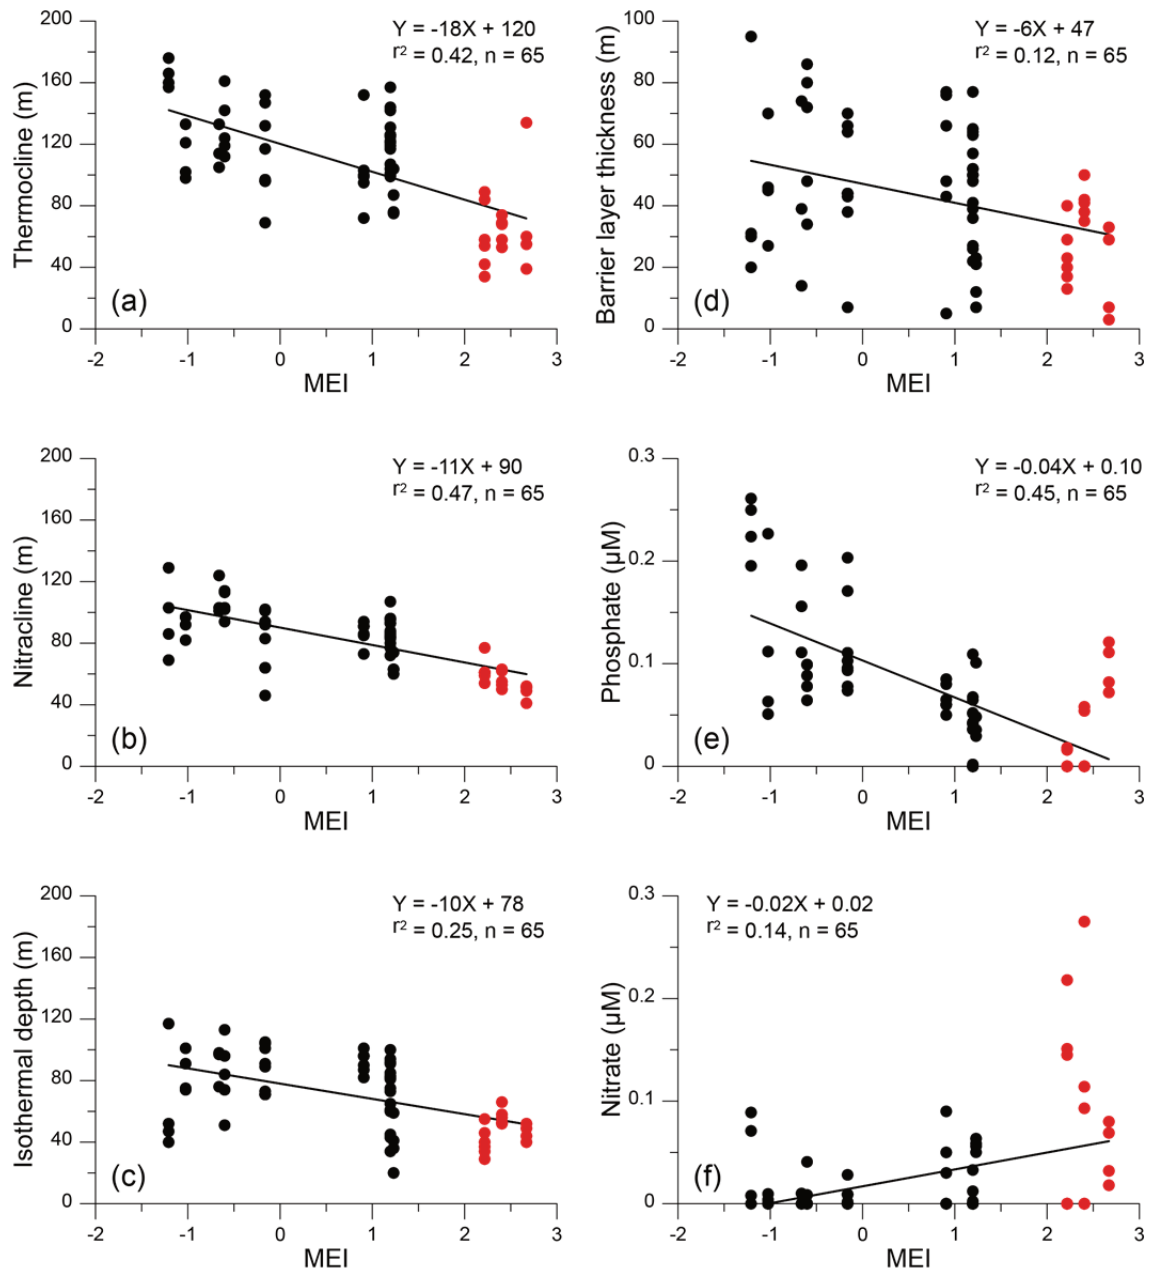 Y = -18X + 120
r² = 0.42, n = 65
200
160
120
80
40
0
Thermocline (m)
(a)
-2 -1 0 1 2 3
MEI
Y = -6X + 47
r² = 0.12, n = 65
100
80
60
40
20
0
Barrier layer thickness (m)
(d)
-2 -1 0 1 2 3
MEI
Y = -11X + 90
r² = 0.47, n = 65
200
160
120
80
40
0
Nitracline (m)
(b)
-2 -1 0 1 2 3
MEI
Y = -0.04X + 0.10
r² = 0.45, n = 65
0.3
0.2
0.1
0
Phosphate (µM)
(e)
-2 -1 0 1 2 3
MEI
Y = -10X + 78
r² = 0.25, n = 65
200
160
120
80
40
0
Isothermal depth (m)
(c)
-2 -1 0 1 2 3
MEI
Y = -0.02X + 0.02
r² = 0.14, n = 65
0.3
0.2
0.1
0
Nitrate (µM)
(f)
-2 -1 0 1 2 3
MEI